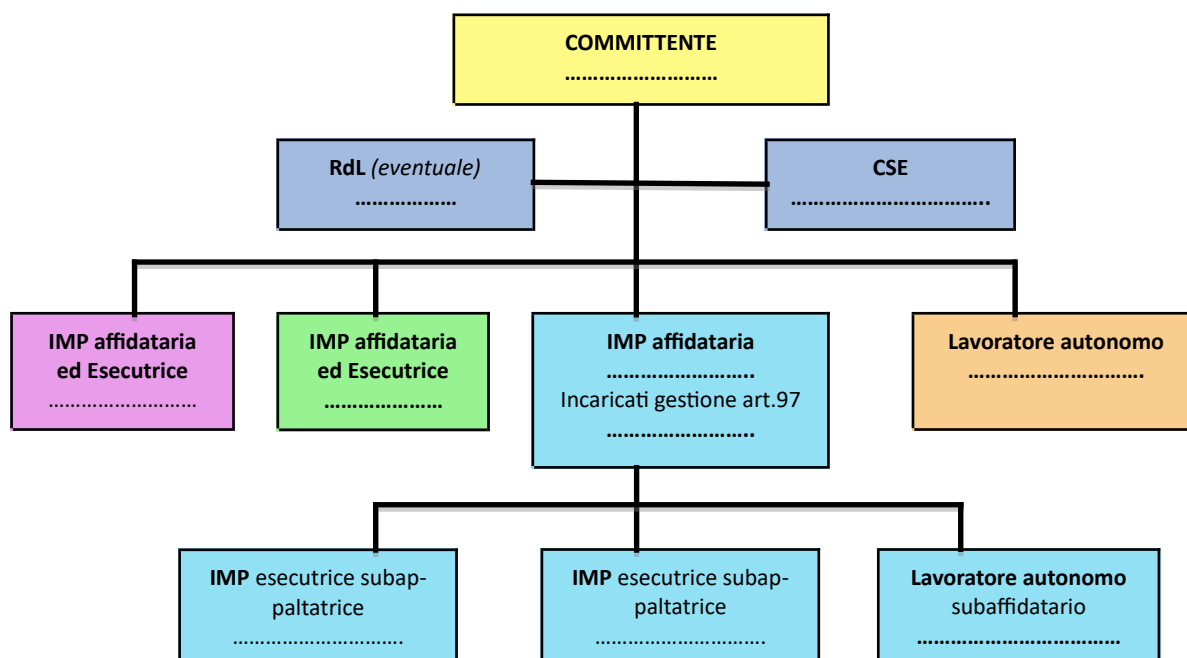 COMMITTENTE
……………………
RdL (eventuale)
………………
CSE
……………………………..
IMP affidataria
ed Esecutrice
………………………
IMP affidataria
ed Esecutrice
…………………
IMP affidataria
……………………..
Incaricati gestione art.97
……………………..
Lavoratore autonomo
……………………….
IMP esecutrice subap-
paltatrice
……………………….
IMP esecutrice subap-
paltatrice
……………………….
Lavoratore autonomo
subaffidatario
………………………………